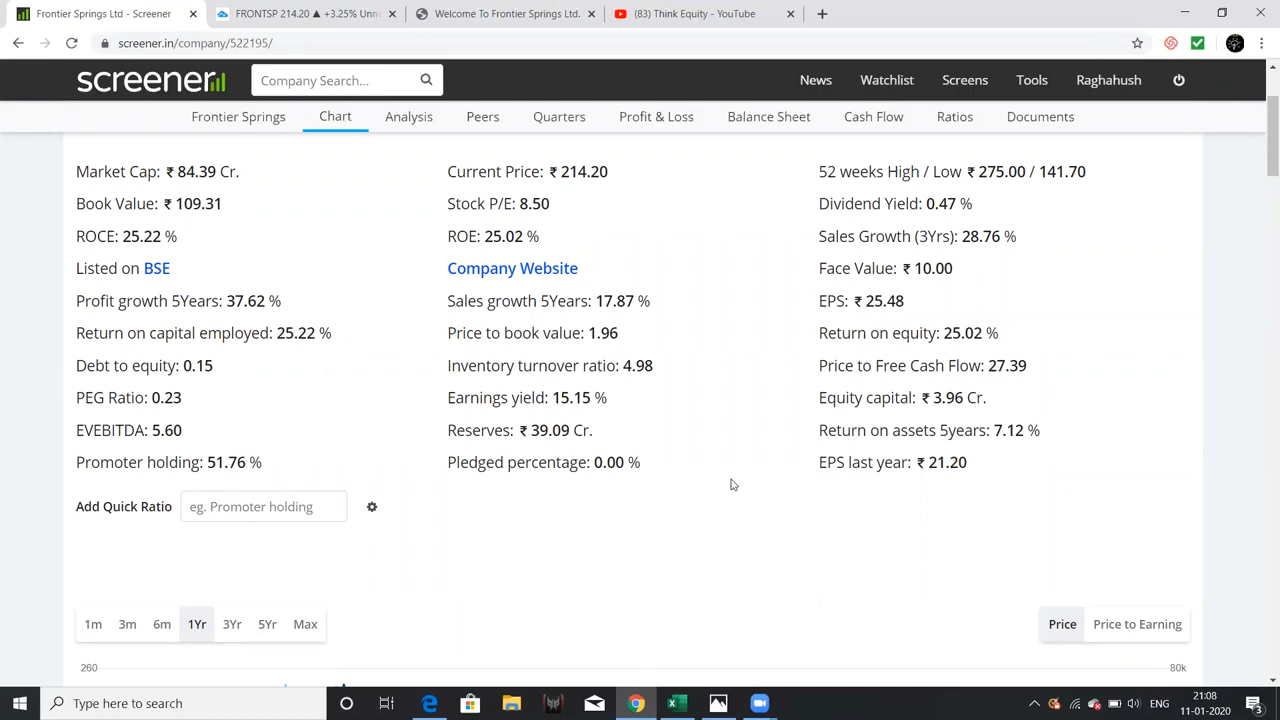 Frontier Springs Ltd - Screener
FRONTSP 214.20 ▲ +3.25% Unn
Welcome To Frontier Springs Ltd.
(83) Think Equity - YouTube
screener.in/company/522195/
screener
Company Search...
News
Watchlist
Screens
Tools
Raghahush
Frontier Springs
Chart
Analysis
Peers
Quarters
Profit & Loss
Balance Sheet
Cash Flow
Ratios
Documents
Market Cap: ₹ 84.39 Cr.
Current Price: ₹ 214.20
52 weeks High / Low ₹ 275.00 / 141.70
Book Value: ₹ 109.31
Stock P/E: 8.50
Dividend Yield: 0.47 %
ROCE: 25.22 %
ROE: 25.02 %
Sales Growth (3Yrs): 28.76 %
Listed on BSE
Company Website
Face Value: ₹ 10.00
Profit growth 5Years: 37.62 %
Sales growth 5Years: 17.87 %
EPS: ₹ 25.48
Return on capital employed: 25.22 %
Price to book value: 1.96
Return on equity: 25.02 %
Debt to equity: 0.15
Inventory turnover ratio: 4.98
Price to Free Cash Flow: 27.39
PEG Ratio: 0.23
Earnings yield: 15.15 %
Equity capital: ₹ 3.96 Cr.
EVEBITDA: 5.60
Reserves: ₹ 39.09 Cr.
Return on assets 5years: 7.12 %
Promoter holding: 51.76 %
Pledged percentage: 0.00 %
EPS last year: ₹ 21.20
Add Quick Ratio
eg. Promoter holding
1m
3m
6m
1Yr
3Yr
5Yr
Max
Price
Price to Earning
260
80k
Type here to search
ENG
21:08
11-01-2020
3